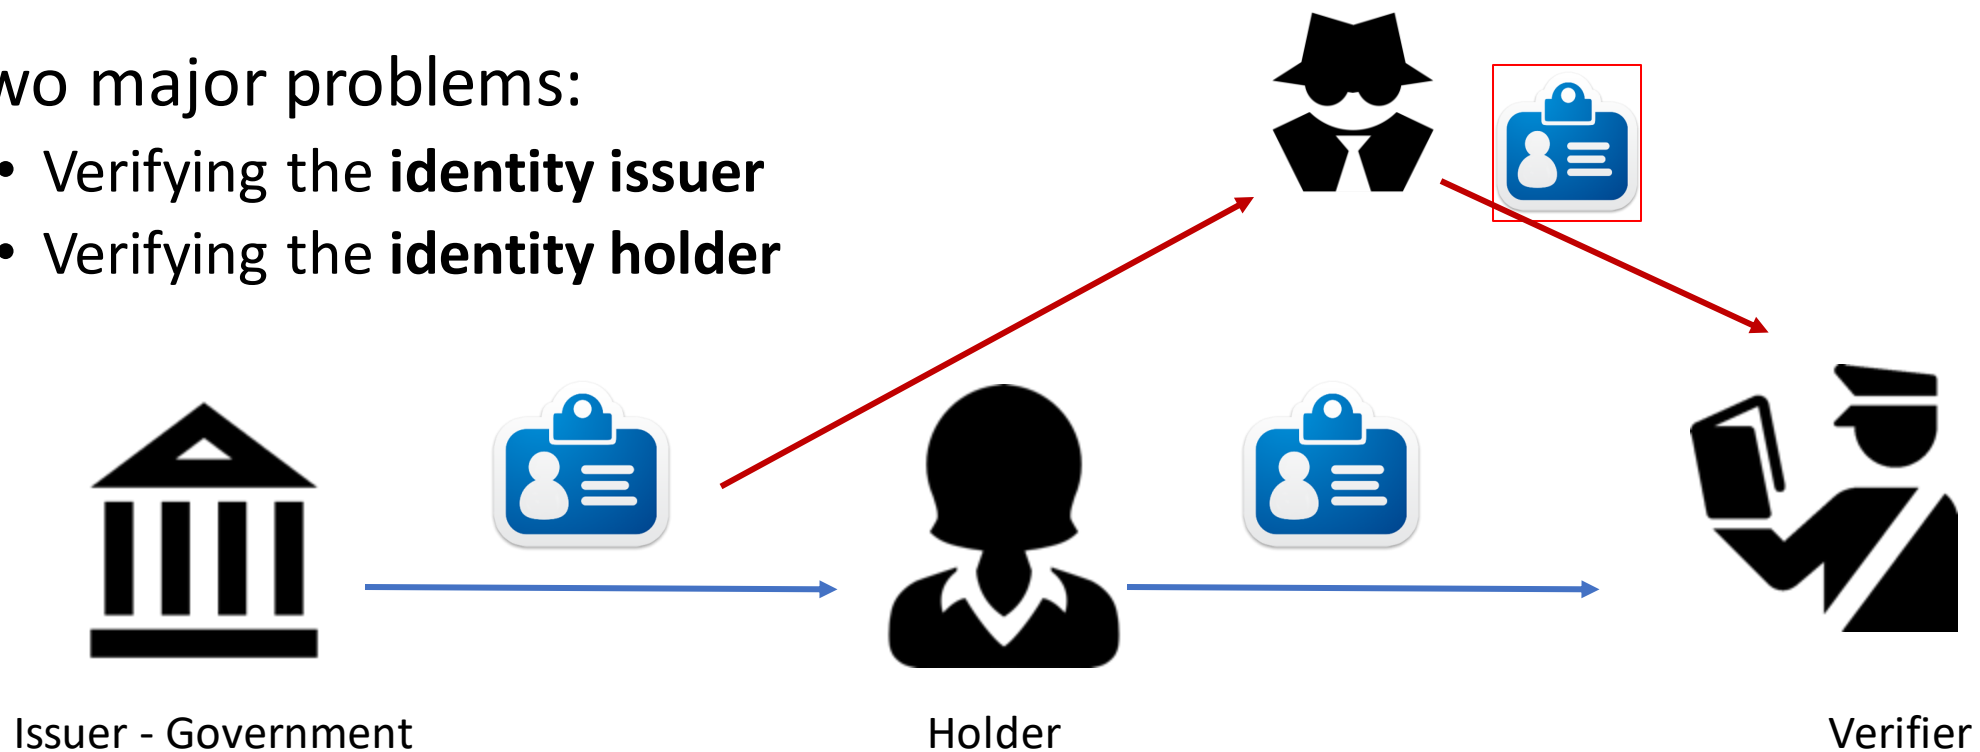 wo major problems:
• Verifying the identity issuer
• Verifying the identity holder
Issuer - Government
Holder
Verifier